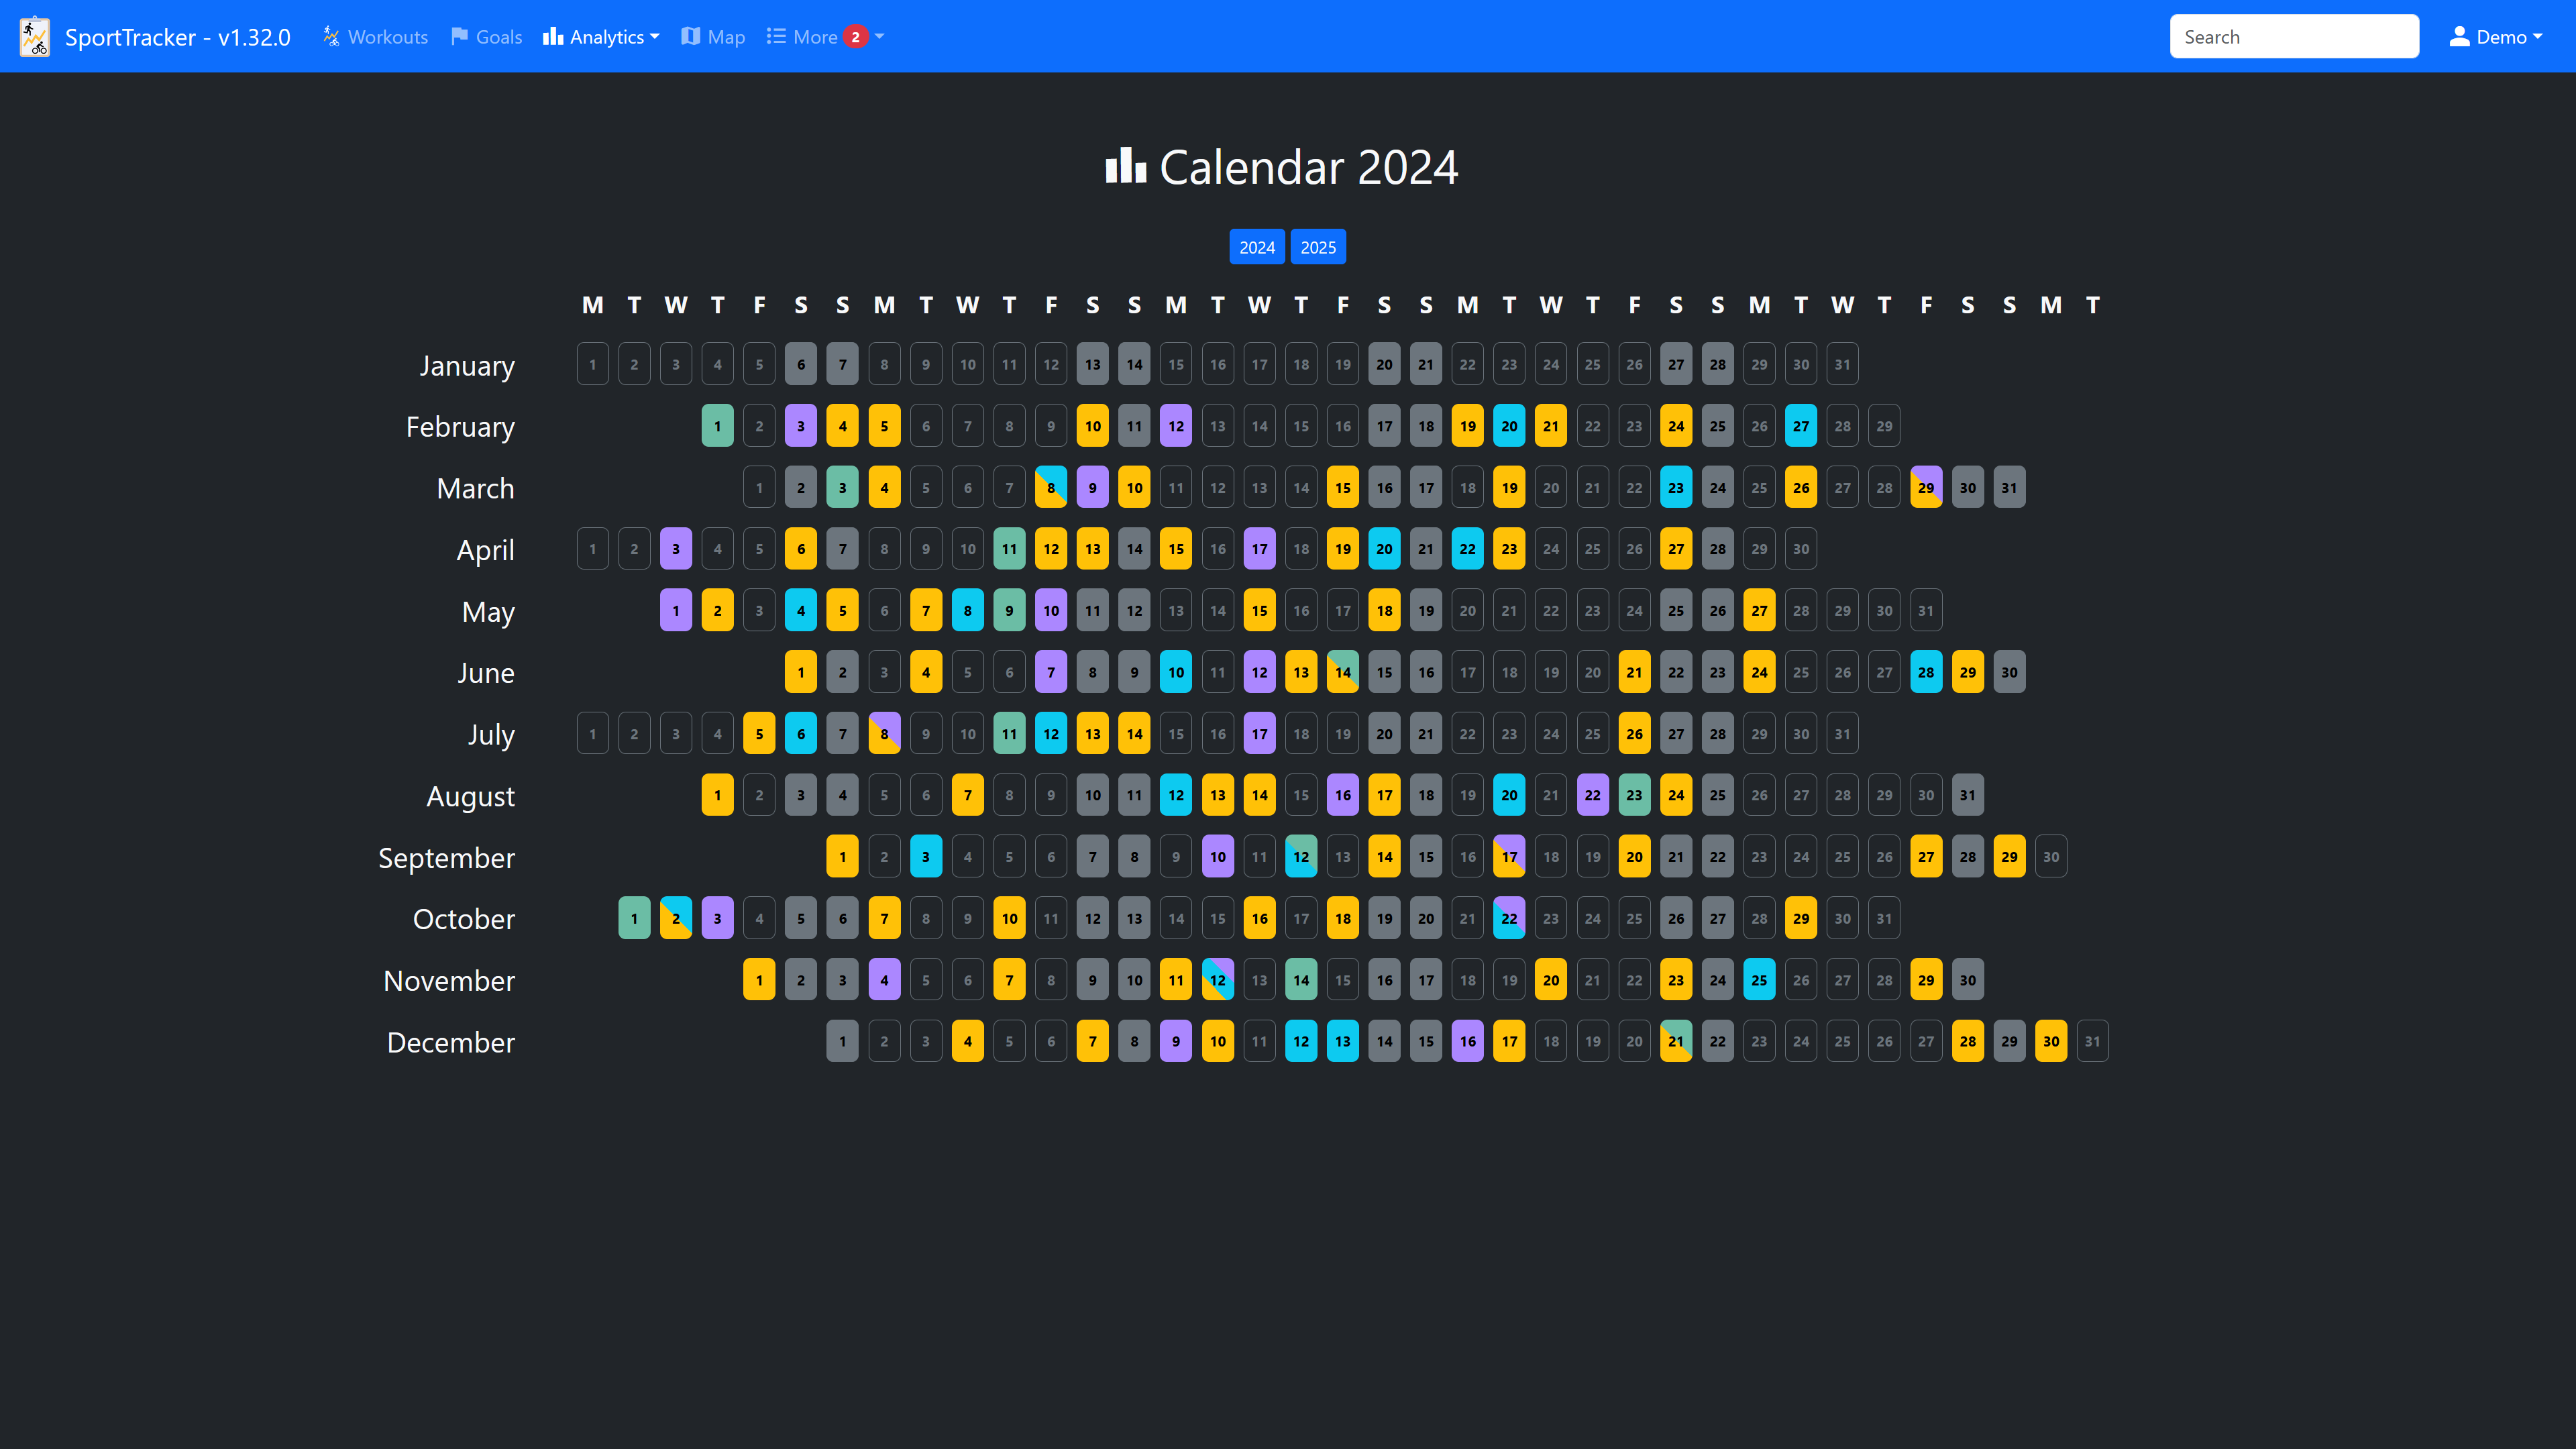 SportTracker - v1.32.0 Workouts Goals Analytics Map More 2 Search Demo
Calendar 2024
2024 2025
M T W T F S S M T W T F S S M T W T F S S M T W T F S S M T W T F S S M T
January 1 2 3 4 5 6 7 8 9 10 11 12 13 14 15 16 17 18 19 20 21 22 23 24 25 26 27 28 29 30 31
February 1 2 3 4 5 6 7 8 9 10 11 12 13 14 15 16 17 18 19 20 21 22 23 24 25 26 27 28 29
March 1 2 3 4 5 6 7 8 9 10 11 12 13 14 15 16 17 18 19 20 21 22 23 24 25 26 27 28 29 30 31
April 1 2 3 4 5 6 7 8 9 10 11 12 13 14 15 16 17 18 19 20 21 22 23 24 25 26 27 28 29 30
May 1 2 3 4 5 6 7 8 9 10 11 12 13 14 15 16 17 18 19 20 21 22 23 24 25 26 27 28 29 30 31
June 1 2 3 4 5 6 7 8 9 10 11 12 13 14 15 16 17 18 19 20 21 22 23 24 25 26 27 28 29 30
July 1 2 3 4 5 6 7 8 9 10 11 12 13 14 15 16 17 18 19 20 21 22 23 24 25 26 27 28 29 30 31
August 1 2 3 4 5 6 7 8 9 10 11 12 13 14 15 16 17 18 19 20 21 22 23 24 25 26 27 28 29 30 31
September 1 2 3 4 5 6 7 8 9 10 11 12 13 14 15 16 17 18 19 20 21 22 23 24 25 26 27 28 29 30
October 1 2 3 4 5 6 7 8 9 10 11 12 13 14 15 16 17 18 19 20 21 22 23 24 25 26 27 28 29 30 31
November 1 2 3 4 5 6 7 8 9 10 11 12 13 14 15 16 17 18 19 20 21 22 23 24 25 26 27 28 29 30
December 1 2 3 4 5 6 7 8 9 10 11 12 13 14 15 16 17 18 19 20 21 22 23 24 25 26 27 28 29 30 31